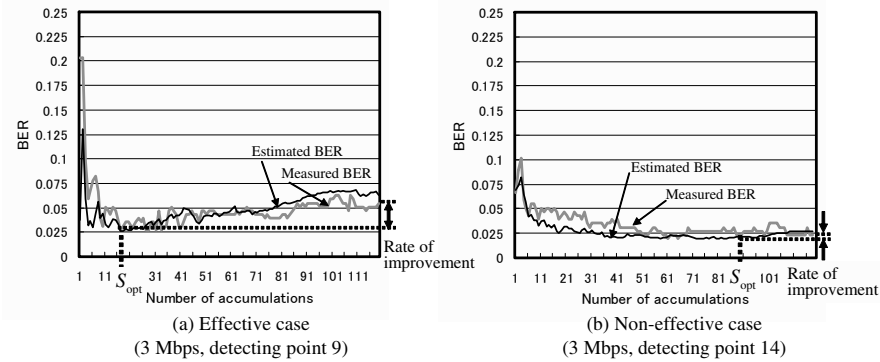 BER
0.25
0.225
0.2
0.175
0.15
0.125
0.1
0.075
0.05
0.025
0
Estimated BER
Measured BER
1 11 31 41 51 61 71 81 91 101 111
Sopt
Number of accumulations
Rate of
improvement
(a) Effective case
(3 Mbps, detecting point 9)
BER
0.25
0.225
0.2
0.175
0.15
0.125
0.1
0.075
0.05
0.025
0
Estimated BER
Measured BER
1 11 21 31 41 51 61 71 81 101
Sopt
Number of accumulations
Rate of
improvement
(b) Non-effective case
(3 Mbps, detecting point 14)